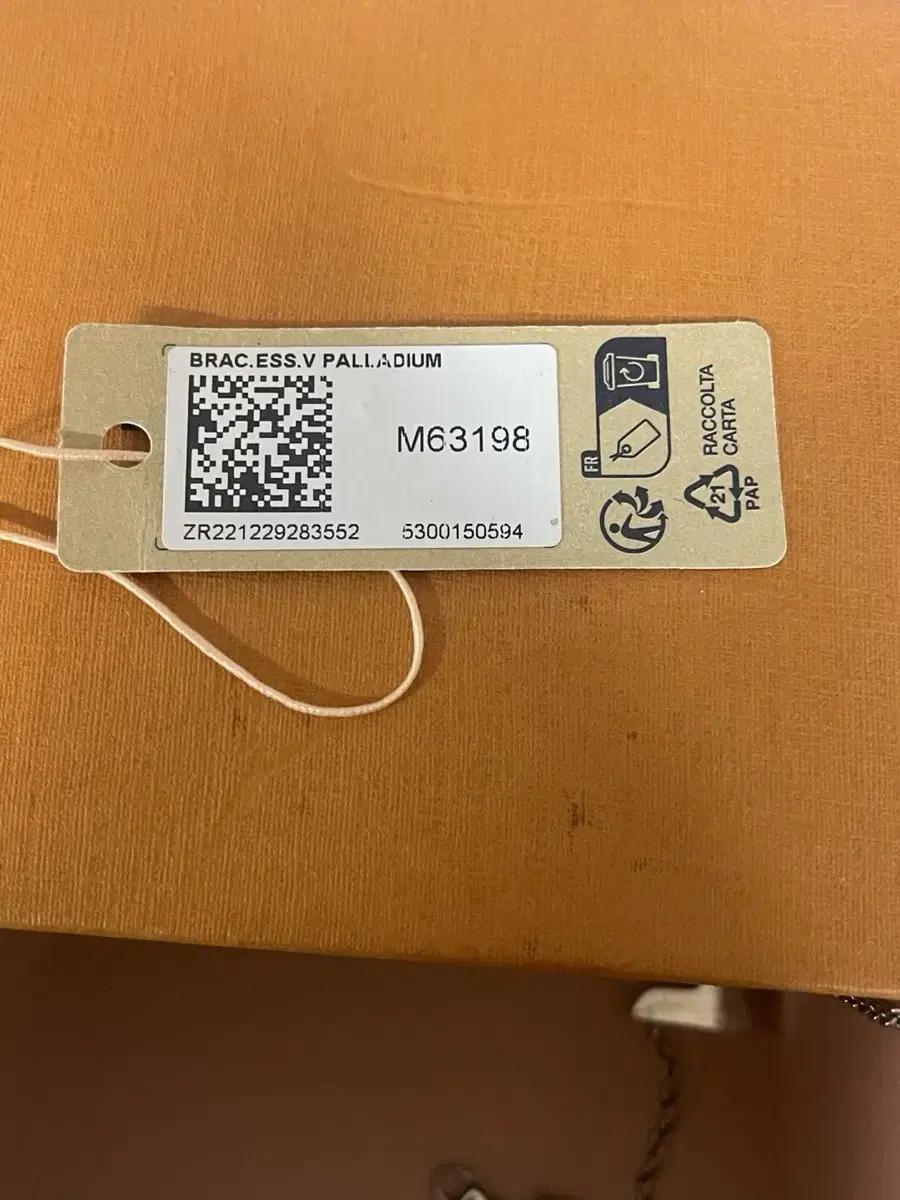 BRAC.ESS.V PALLADIUM
M63198
ZR221229283552 5300150594
FR
RACCOLTA
CARTA
21
PAP